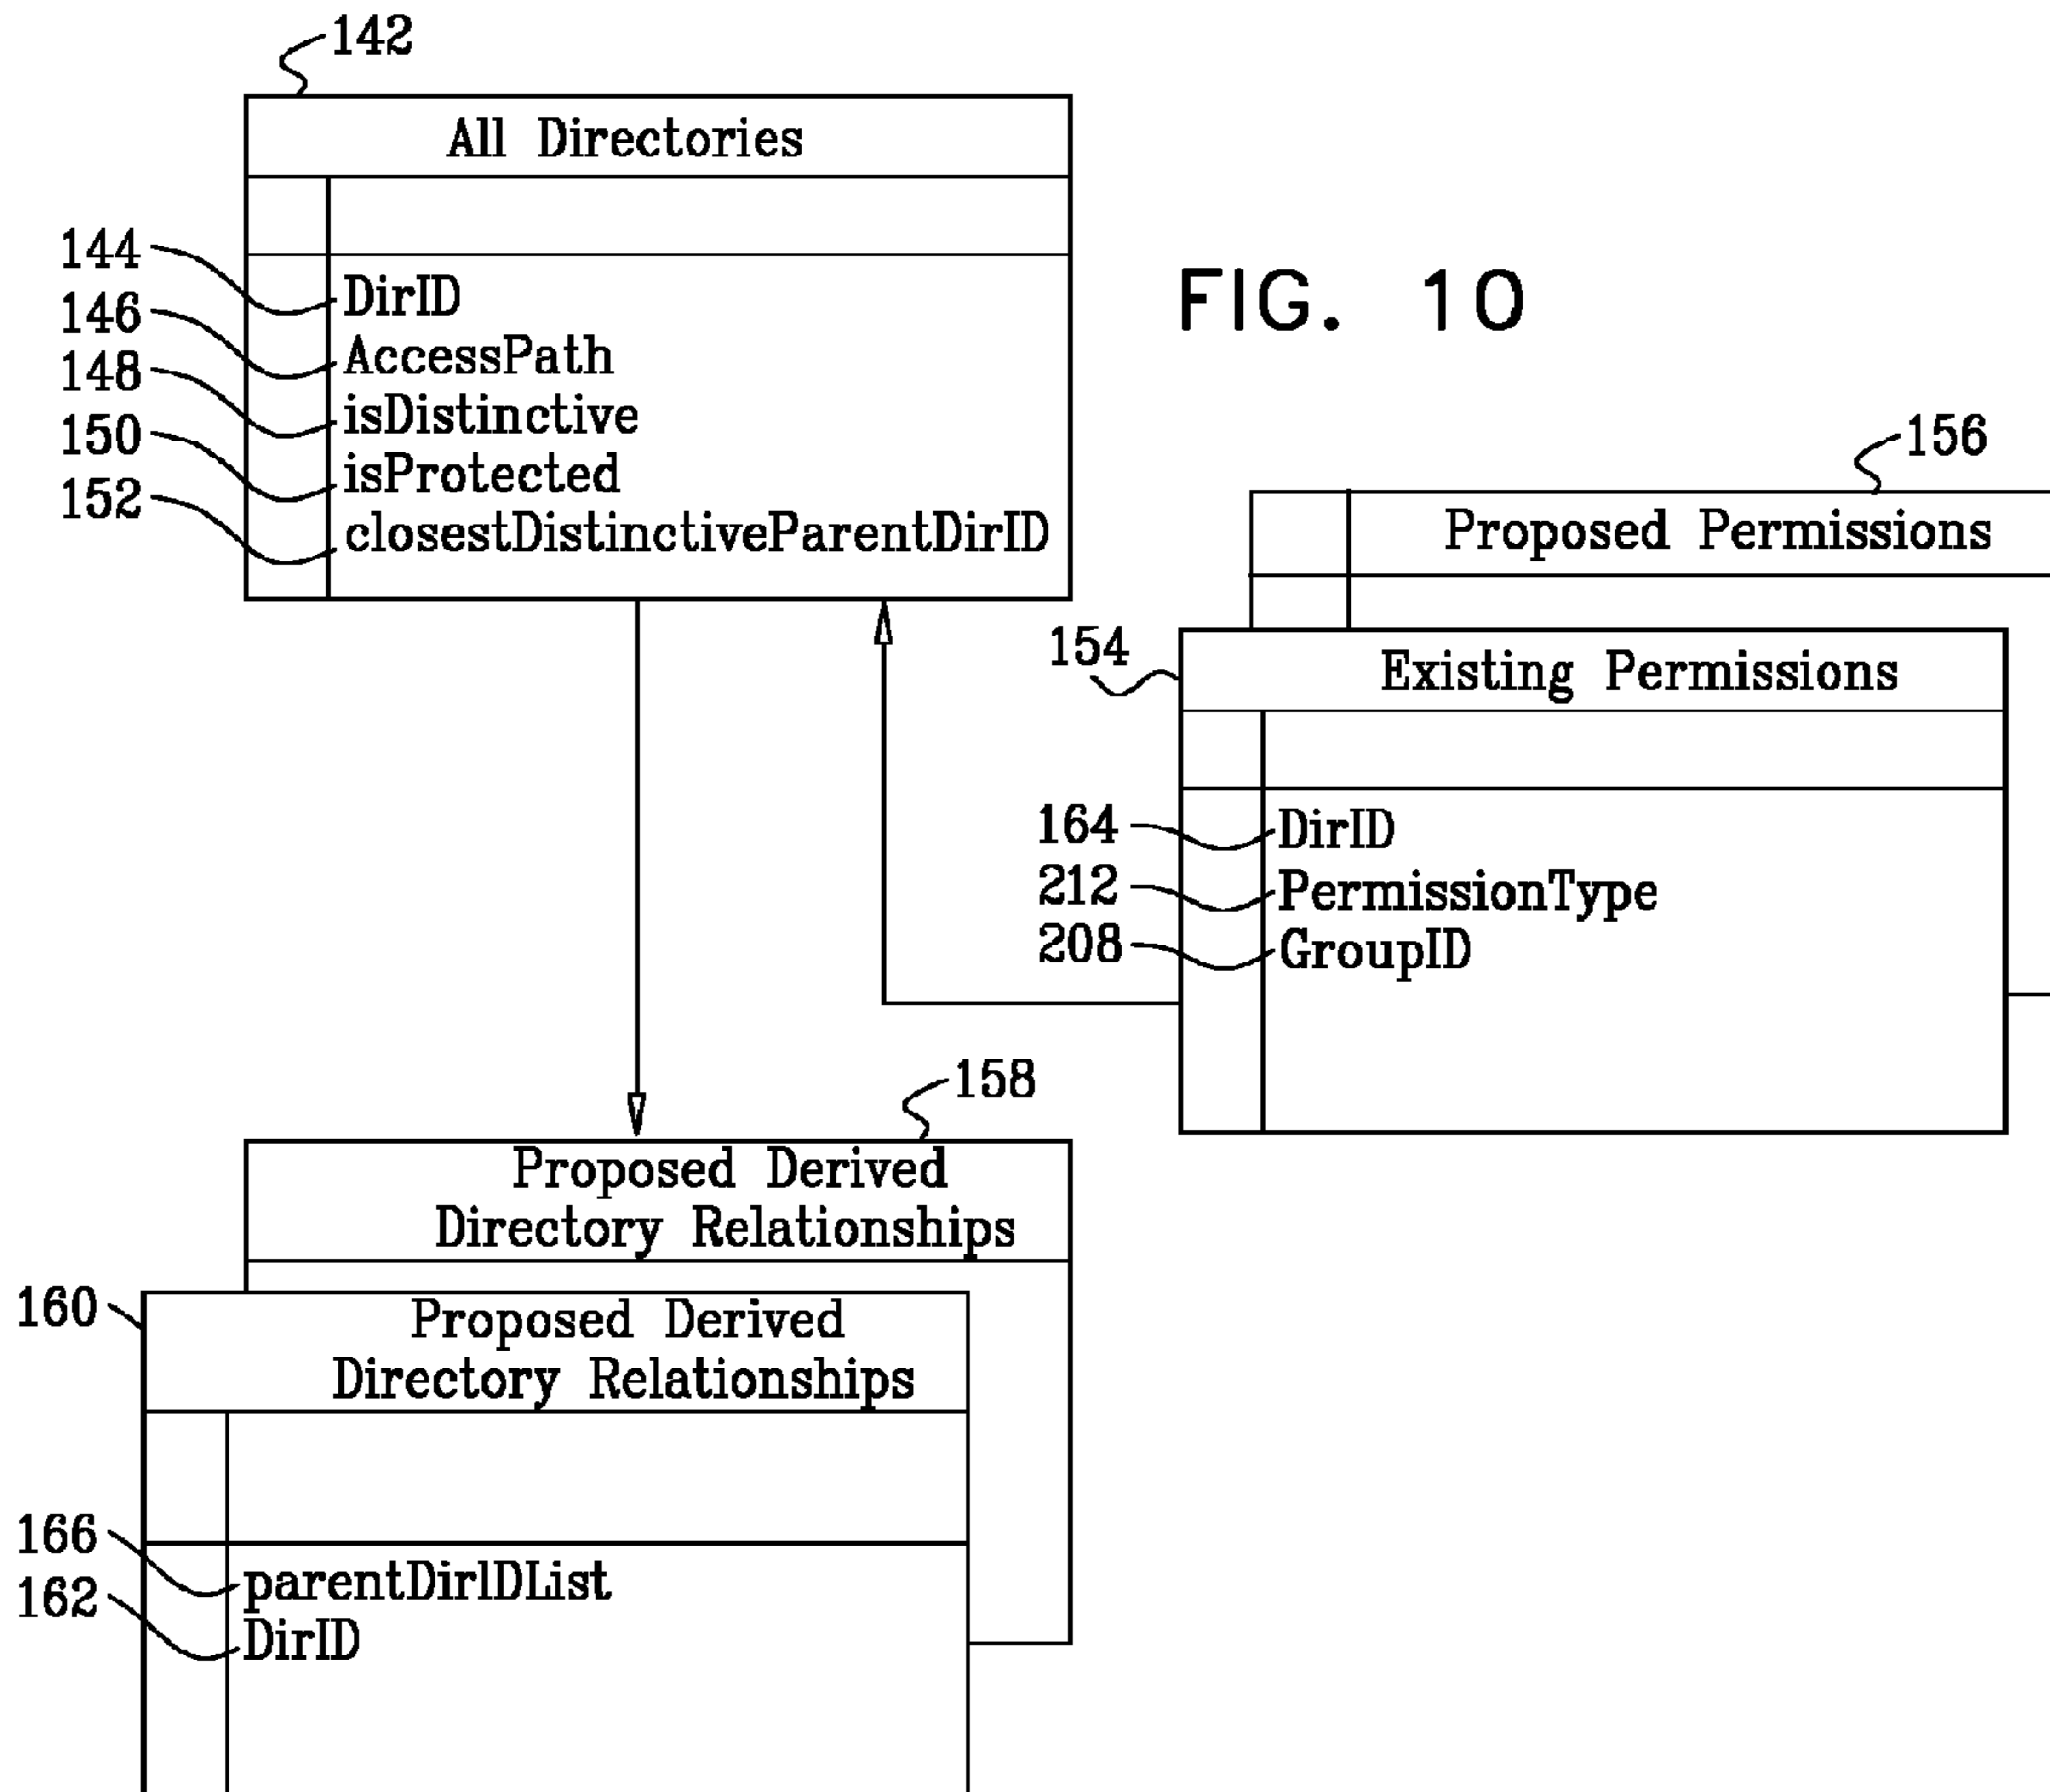 142
All Directories
144
DirID
146
AccessPath
148
isDistinctive
150
isProtected
152
closestDistinctiveParentDirID
FIG. 10
156
Proposed Permissions
154
Existing Permissions
164
DirID
212
PermissionType
208
GroupID
158
Proposed Derived
Directory Relationships
160
Proposed Derived
Directory Relationships
166
parentDirIDList
162
DirID